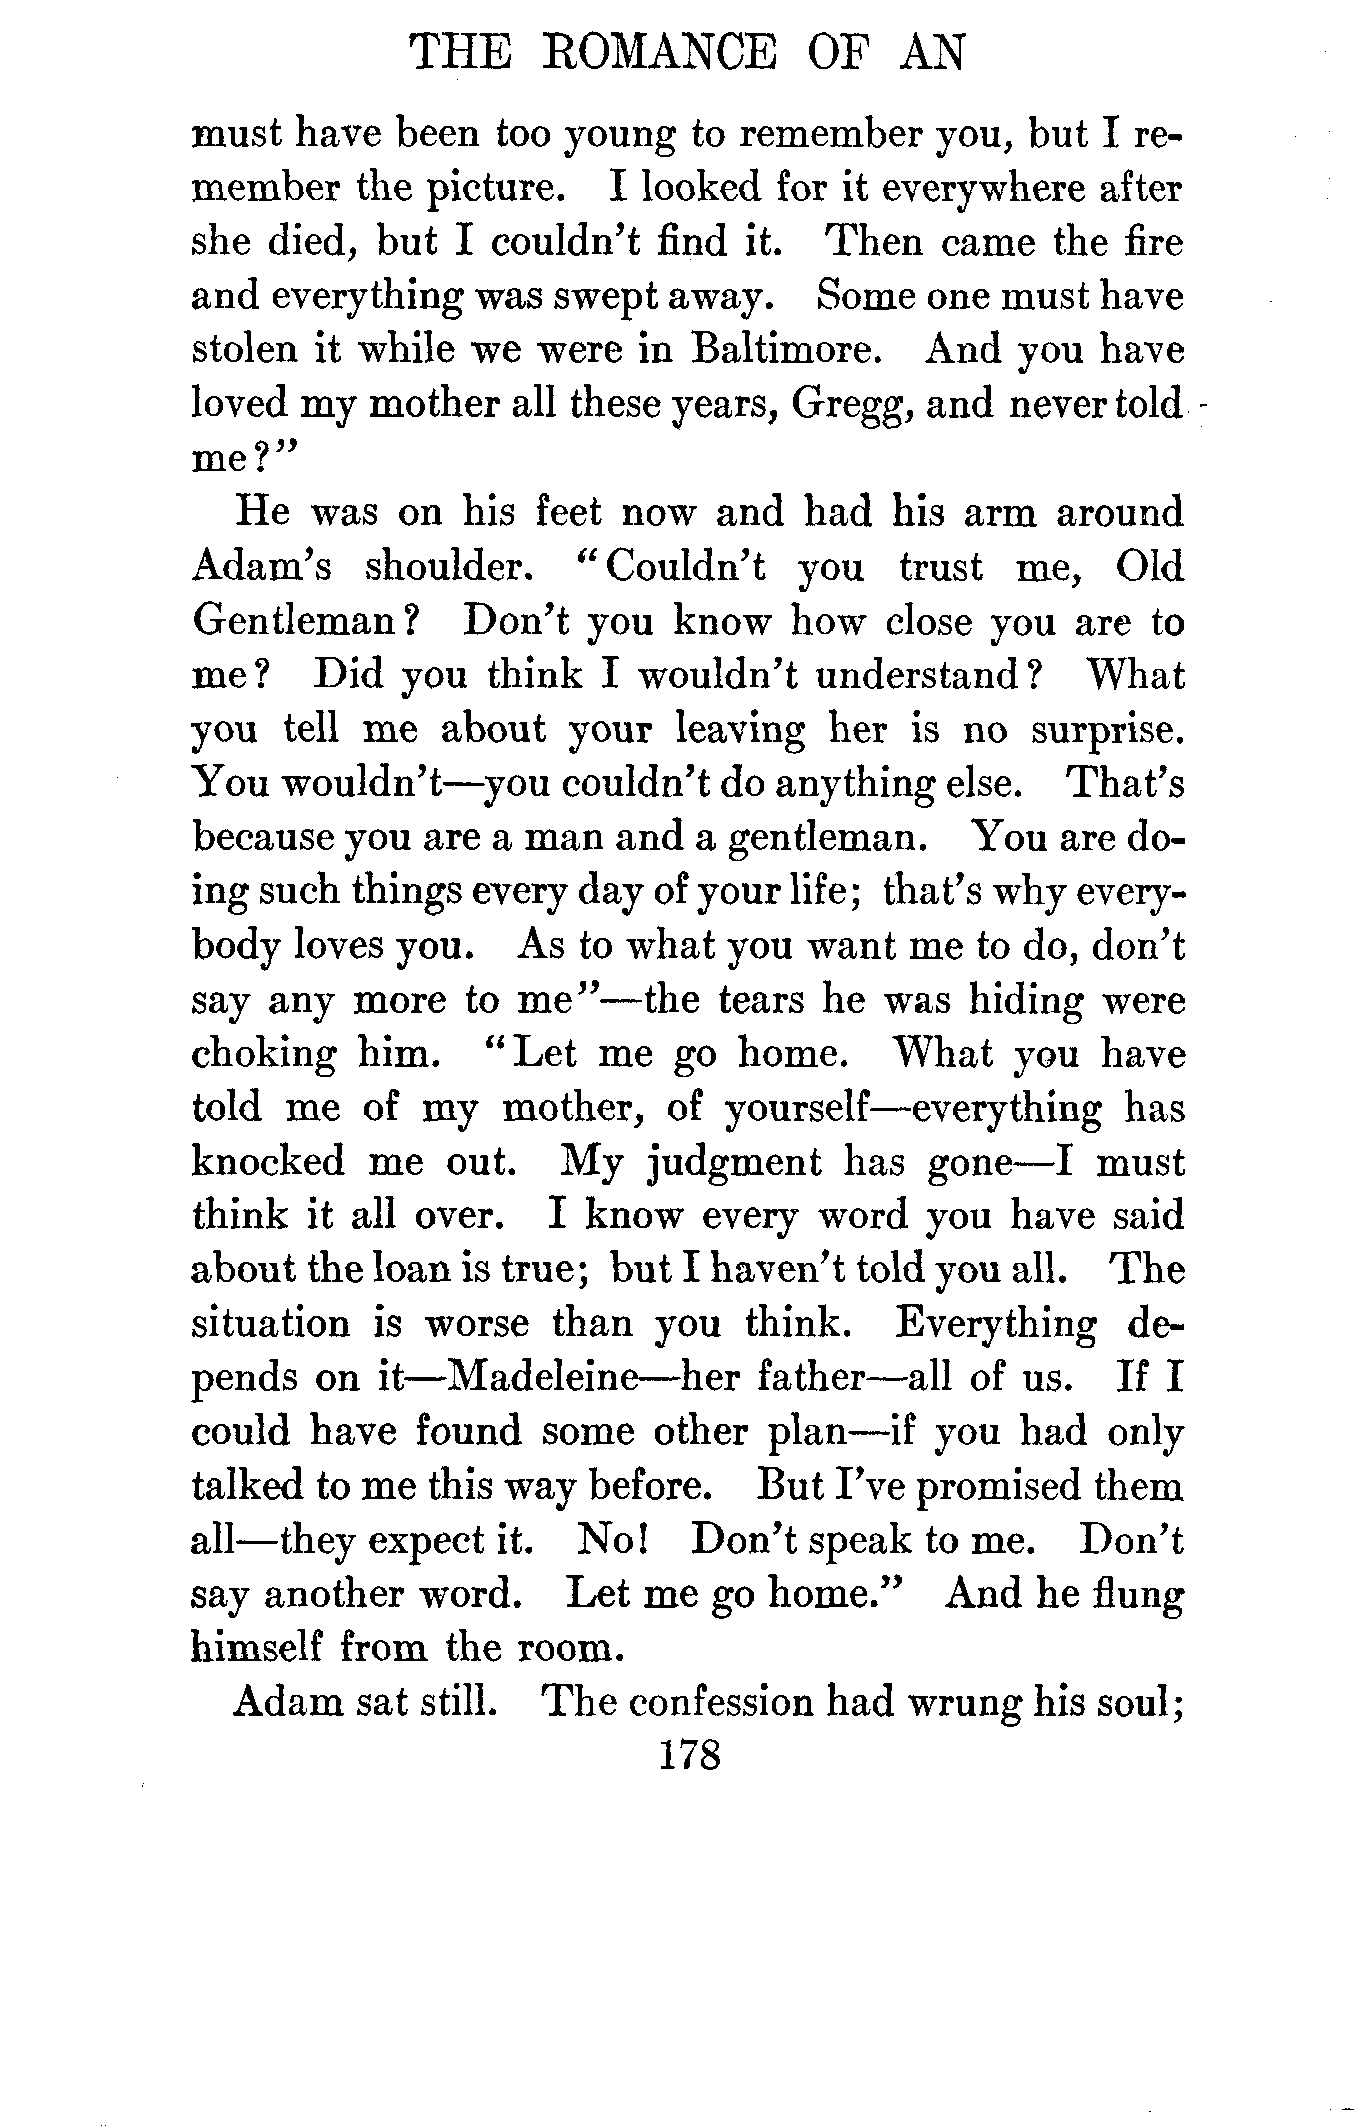 THE ROMANCE OF AN
must have been too young to remember you, but I re-
member the picture. I looked for it everywhere after
she died, but I couldn't find it. Then came the fire
and everything was swept away. Some one must have
stolen it while we were in Baltimore. And you have
loved my mother all these years, Gregg, and never told
me?"
He was on his feet now and had his arm around
Adam's shoulder. "Couldn't you trust me, Old
Gentleman? Don't you know how close you are to
me? Did you think I wouldn't understand? What
you tell me about your leaving her is no surprise.
You wouldn't—you couldn't do anything else. That's
because you are a man and a gentleman. You are do-
ing such things every day of your life; that's why every-
body loves you. As to what you want me to do, don't
say any more to me"—the tears he was hiding were
choking him. "Let me go home. What you have
told me of my mother, of yourself—everything has
knocked me out. My judgment has gone—I must
think it all over. I know every word you have said
about the loan is true; but I haven't told you all. The
situation is worse than you think. Everything de-
pends on it—Madeleine—her father—all of us. If I
could have found some other plan—if you had only
talked to me this way before. But I've promised them
all—they expect it. No! Don't speak to me. Don't
say another word. Let me go home." And he flung
himself from the room.
Adam sat still. The confession had wrung his soul;
178